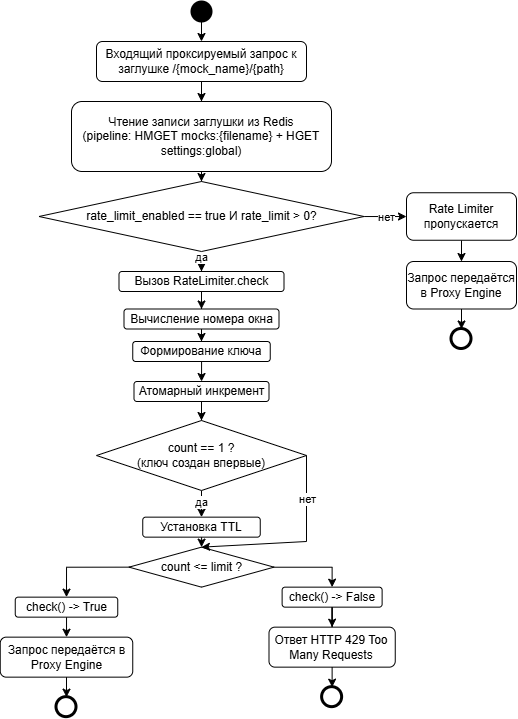 Входящий проксируемый запрос к
заглушке /{mock_name}/{path}
Чтение записи заглушки из Redis
(pipeline: HMGET mocks:{filename} + HGET
settings:global)
rate_limit_enabled == true И rate_limit > 0?
нет
Rate Limiter
пропускается
Запрос передаётся
в Proxy Engine
да
Вызов RateLimiter.check
Вычисление номера окна
Формирование ключа
Атомарный инкремент
count == 1 ?
(ключ создан впервые)
нет
да
Установка TTL
count <= limit ?
check() -> True
Запрос передаётся в
Proxy Engine
check() -> False
Ответ HTTP 429 Too
Many Requests